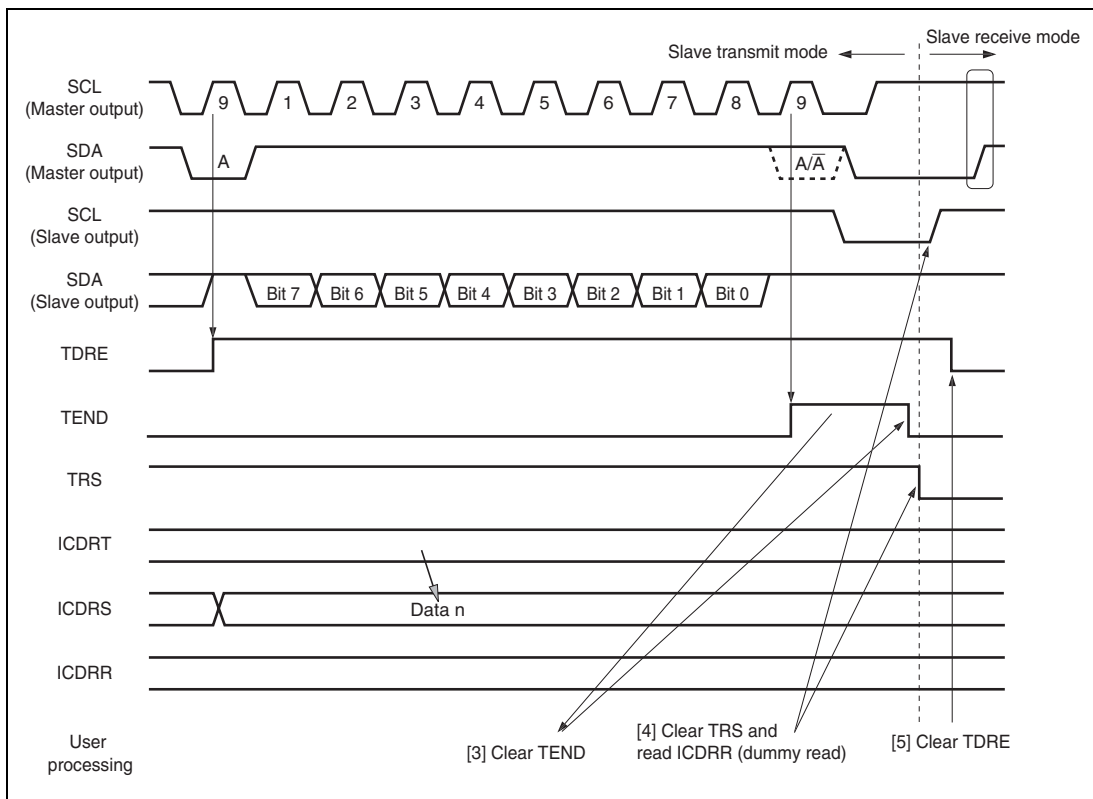 Slave transmit mode
Slave receive mode
SCL
(Master output)
9 1 2 3 4 5 6 7 8 9
SDA
(Master output)
A
A/A̅
SCL
(Slave output)
SDA
(Slave output)
Bit 7 Bit 6 Bit 5 Bit 4 Bit 3 Bit 2 Bit 1 Bit 0
TDRE
TEND
TRS
ICDRT
ICDRS
Data n
ICDRR
User
processing
[3] Clear TEND
[4] Clear TRS and
read ICDRR (dummy read)
[5] Clear TDRE